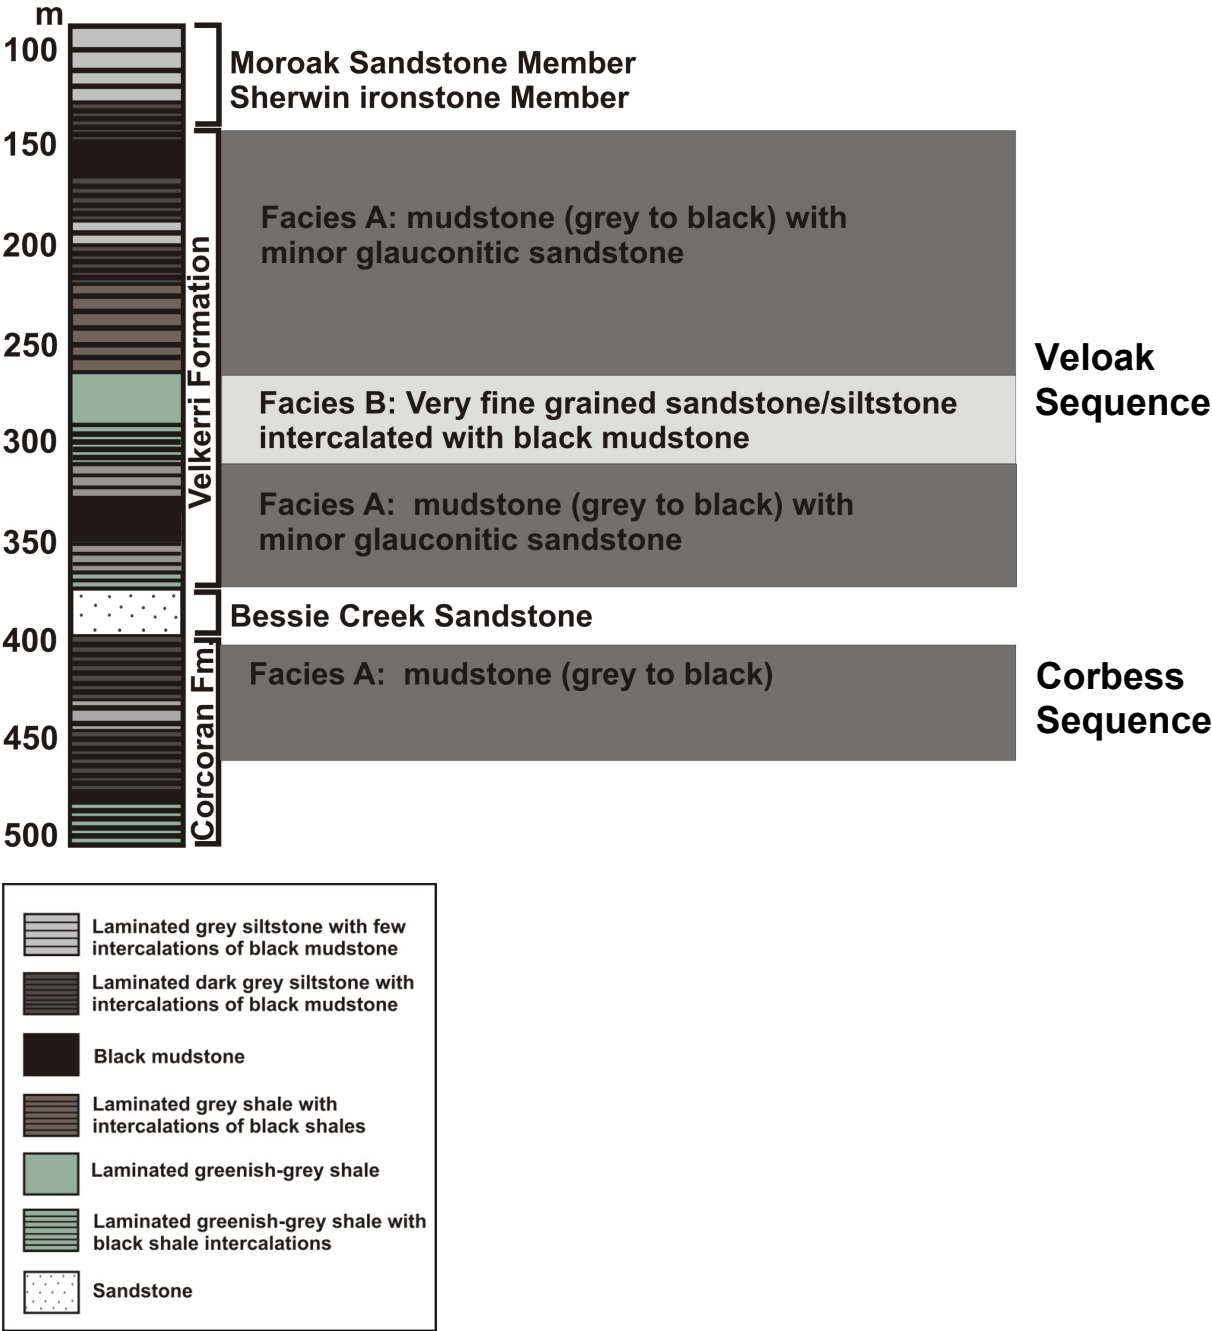 m
100
150
200
250
300
350
400
450
500
Moroak Sandstone Member
Sherwin ironstone Member
Velkerri Formation
Facies A: mudstone (grey to black) with
minor glauconitic sandstone
Facies B: Very fine grained sandstone/siltstone
intercalated with black mudstone
Facies A:  mudstone (grey to black) with
minor glauconitic sandstone
Veloak
Sequence
Bessie Creek Sandstone
Corcoran Fm.
Facies A:  mudstone (grey to black)
Corbess
Sequence
Laminated grey siltstone with few
intercalations of black mudstone
Laminated dark grey siltstone with
intercalations of black mudstone
Black mudstone
Laminated grey shale with
intercalations of black shales
Laminated greenish-grey shale
Laminated greenish-grey shale with
black shale intercalations
Sandstone